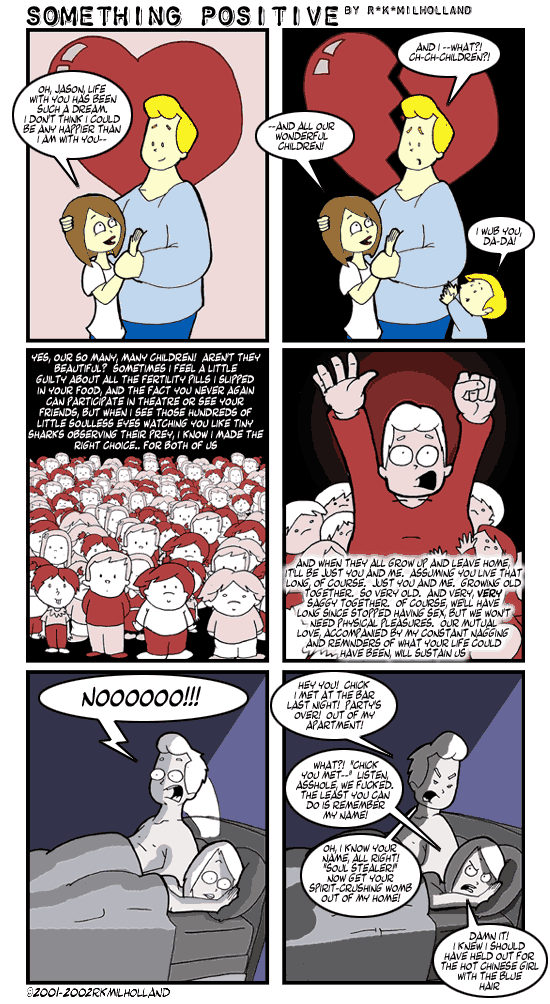 SOMETHING POSITIVE BY R*K*MILHOLLAND
OH, JASON, LIFE
WITH YOU HAS BEEN
SUCH A DREAM.
I DON'T THINK I COULD
BE ANY HAPPIER THAN
I AM WITH YOU--
AND I --WHAT?!
CH-CH-CHILDREN?!
--AND ALL OUR
WONDERFUL
CHILDREN!
I WUB YOU,
DA-DA!
YES, OUR SO MANY, MANY CHILDREN! AREN'T THEY
BEAUTIFUL? SOMETIMES I FEEL A LITTLE
GUILTY ABOUT ALL THE FERTILITY PILLS I SLIPPED
IN YOUR FOOD, AND THE FACT YOU NEVER AGAIN
CAN PARTICIPATE IN THEATRE OR SEE YOUR
FRIENDS, BUT WHEN I SEE THOSE HUNDREDS OF
LITTLE SOULLESS EYES WATCHING YOU LIKE TINY
SHARKS OBSERVING THEIR PREY, I KNOW I MADE THE
RIGHT CHOICE.. FOR BOTH OF US
AND WHEN THEY ALL GROW UP AND LEAVE HOME,
IT'LL BE JUST YOU AND ME. ASSUMING YOU LIVE THAT
LONG, OF COURSE. JUST YOU AND ME. GROWING OLD
TOGETHER. SO VERY OLD. AND VERY, VERY
SAGGY TOGETHER. OF COURSE, WE'LL HAVE
LONG SINCE STOPPED HAVING SEX, BUT WE WON'T
NEED PHYSICAL PLEASURES. OUR MUTUAL
LOVE, ACCOMPANIED BY MY CONSTANT NAGGING
AND REMINDERS OF WHAT YOUR LIFE COULD
HAVE BEEN, WILL SUSTAIN US
NOOOOOO!!!
HEY YOU! CHICK
I MET AT THE BAR
LAST NIGHT! PARTY'S
OVER! OUT OF MY
APARTMENT!
WHAT?! "CHICK
YOU MET--" LISTEN,
ASSHOLE, WE FUCKED.
THE LEAST YOU CAN
DO IS REMEMBER
MY NAME!
OH, I KNOW YOUR
NAME, ALL RIGHT!
"SOUL STEALER!"
NOW GET YOUR
SPIRIT-CRUSHING WOMB
OUT OF MY HOME!
DAMN IT!
I KNEW I SHOULD
HAVE HELD OUT FOR
THE HOT CHINESE GIRL
WITH THE BLUE
HAIR
©2001-2002RKMILHOLLAND